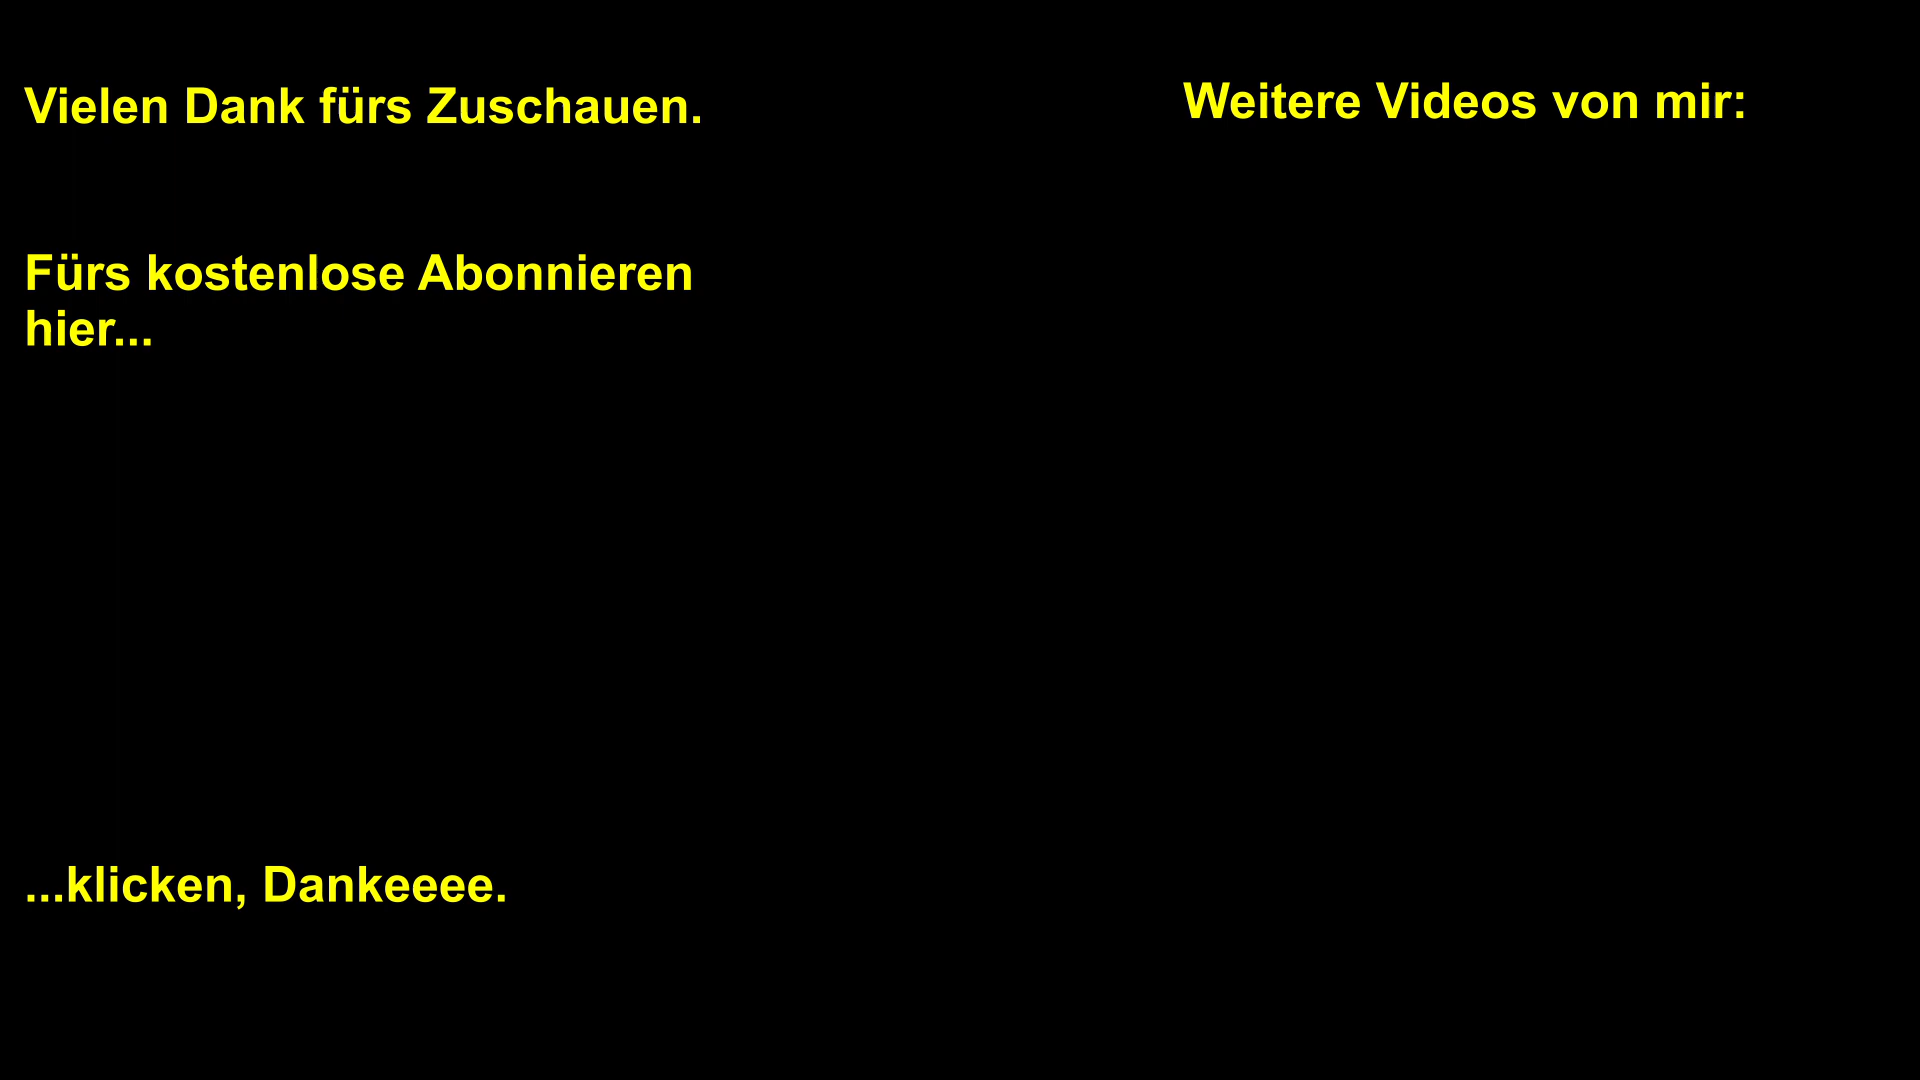 Vielen Dank fürs Zuschauen.
Fürs kostenlose Abonnieren
hier...
...klicken, Dankeeee.
Weitere Videos von mir: